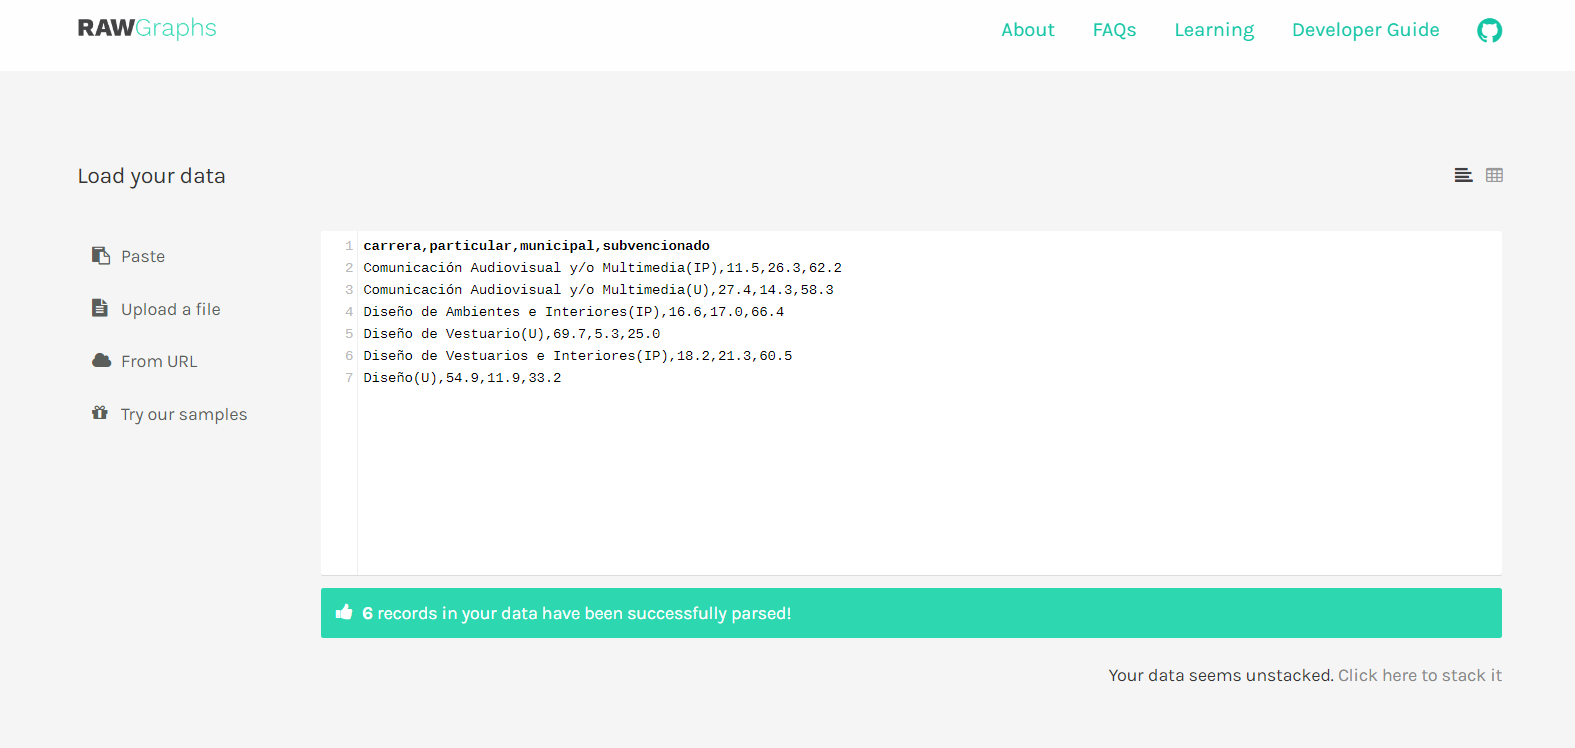 RAWGraphs
About FAQs Learning Developer Guide
Load your data
Paste
Upload a file
From URL
Try our samples
1 carrera,particular,municipal,subvencionado
2 Comunicación Audiovisual y/o Multimedia(IP),11.5,26.3,62.2
3 Comunicación Audiovisual y/o Multimedia(U),27.4,14.3,58.3
4 Diseño de Ambientes e Interiores(IP),16.6,17.0,66.4
5 Diseño de Vestuario(U),69.7,5.3,25.0
6 Diseño de Vestuarios e Interiores(IP),18.2,21.3,60.5
7 Diseño(U),54.9,11.9,33.2
6 records in your data have been successfully parsed!
Your data seems unstacked. Click here to stack it